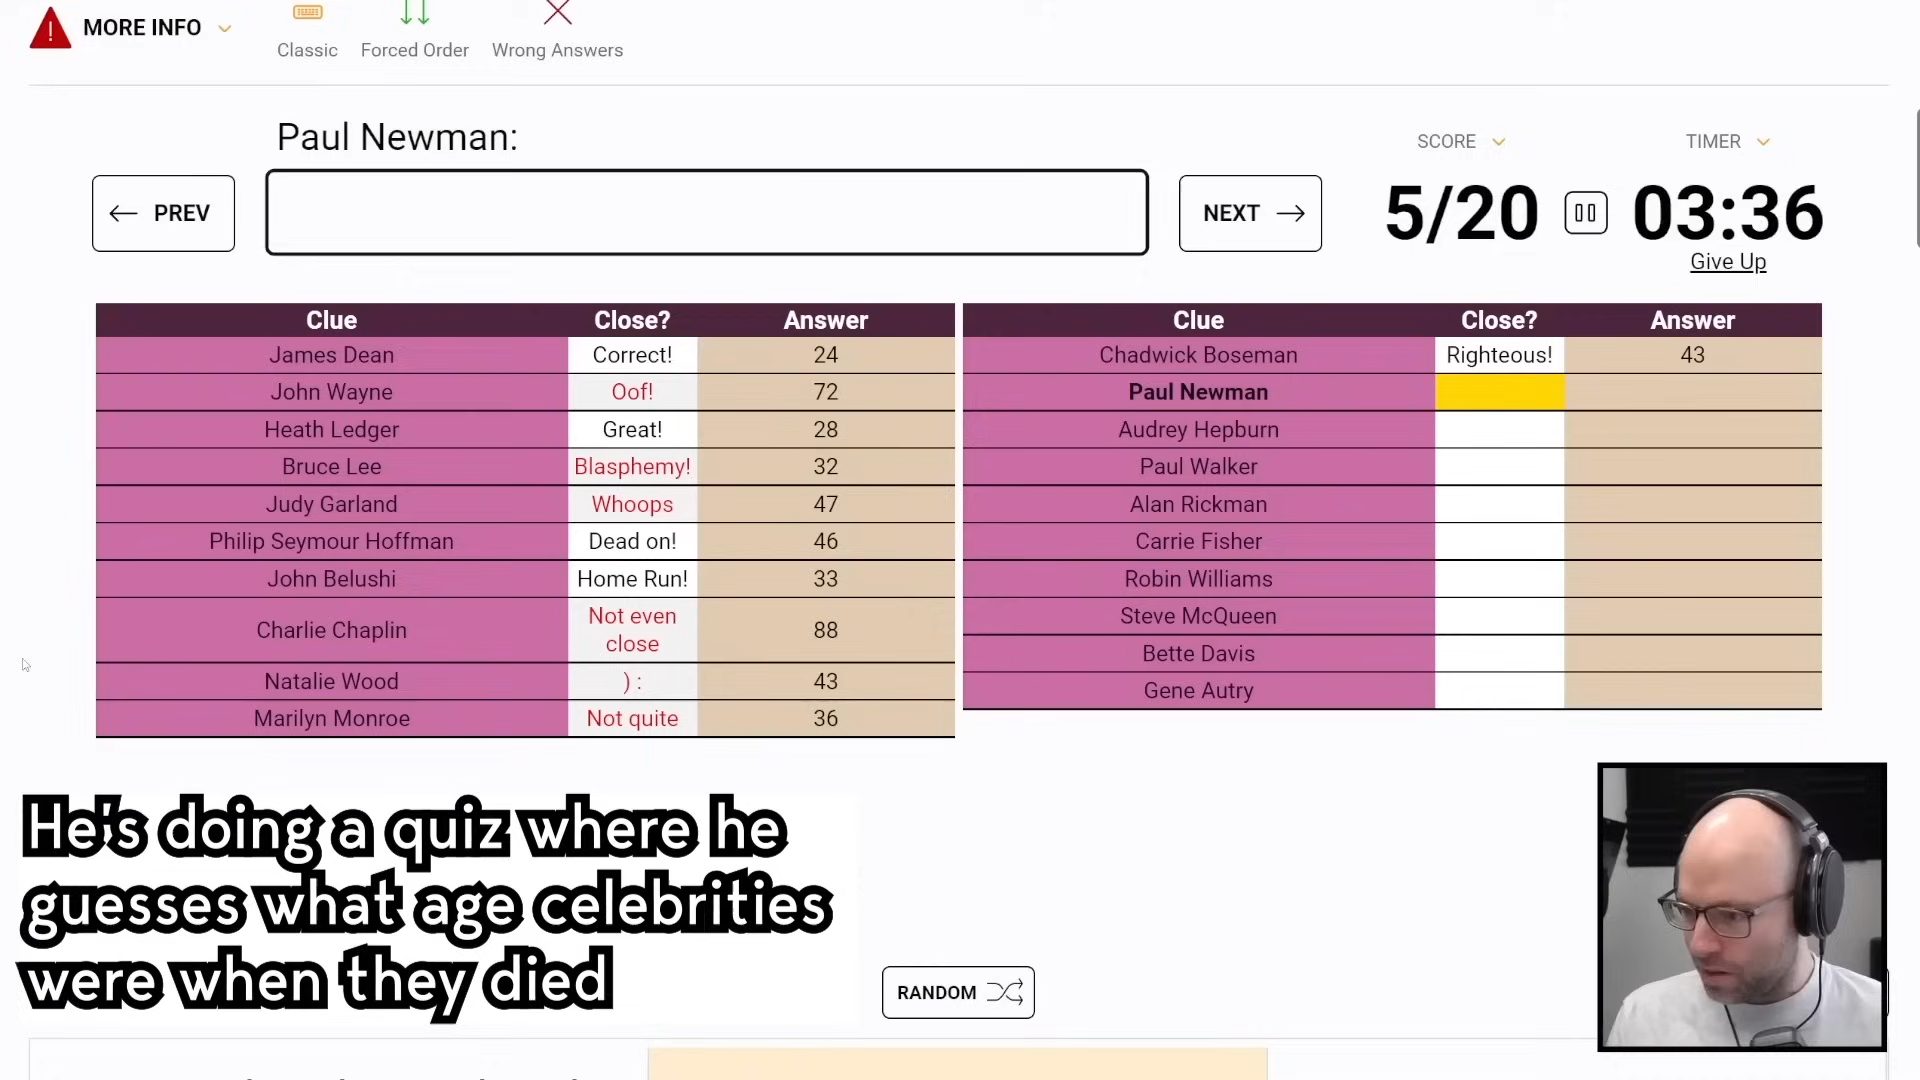 MORE INFO
Classic
Forced Order
Wrong Answers
Paul Newman:
SCORE
TIMER
PREV
NEXT
5/20
03:36
Give Up
Clue Close? Answer
James Dean Correct! 24
John Wayne Oof! 72
Heath Ledger Great! 28
Bruce Lee Blasphemy! 32
Judy Garland Whoops 47
Philip Seymour Hoffman Dead on! 46
John Belushi Home Run! 33
Charlie Chaplin Not even close 88
Natalie Wood ) : 43
Marilyn Monroe Not quite 36
Clue Close? Answer
Chadwick Boseman Righteous! 43
Paul Newman
Audrey Hepburn
Paul Walker
Alan Rickman
Carrie Fisher
Robin Williams
Steve McQueen
Bette Davis
Gene Autry
He's doing a quiz where he
guesses what age celebrities
were when they died
RANDOM